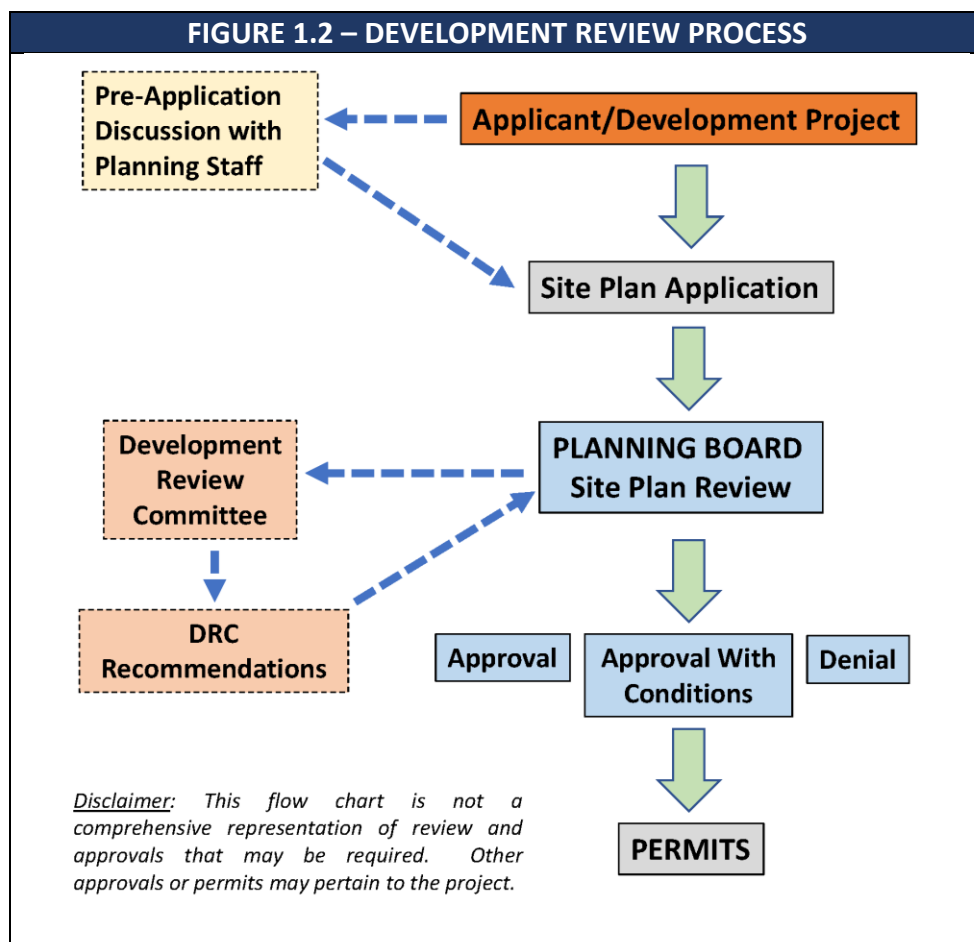 FIGURE 1.2 – DEVELOPMENT REVIEW PROCESS
Pre-Application
Discussion with
Planning Staff
Applicant/Development Project
Site Plan Application
Development
Review
Committee
PLANNING BOARD
Site Plan Review
DRC
Recommendations
Approval
Approval With
Conditions
Denial
Disclaimer: This flow chart is not a
comprehensive representation of review and
approvals that may be required. Other
approvals or permits may pertain to the project.
PERMITS